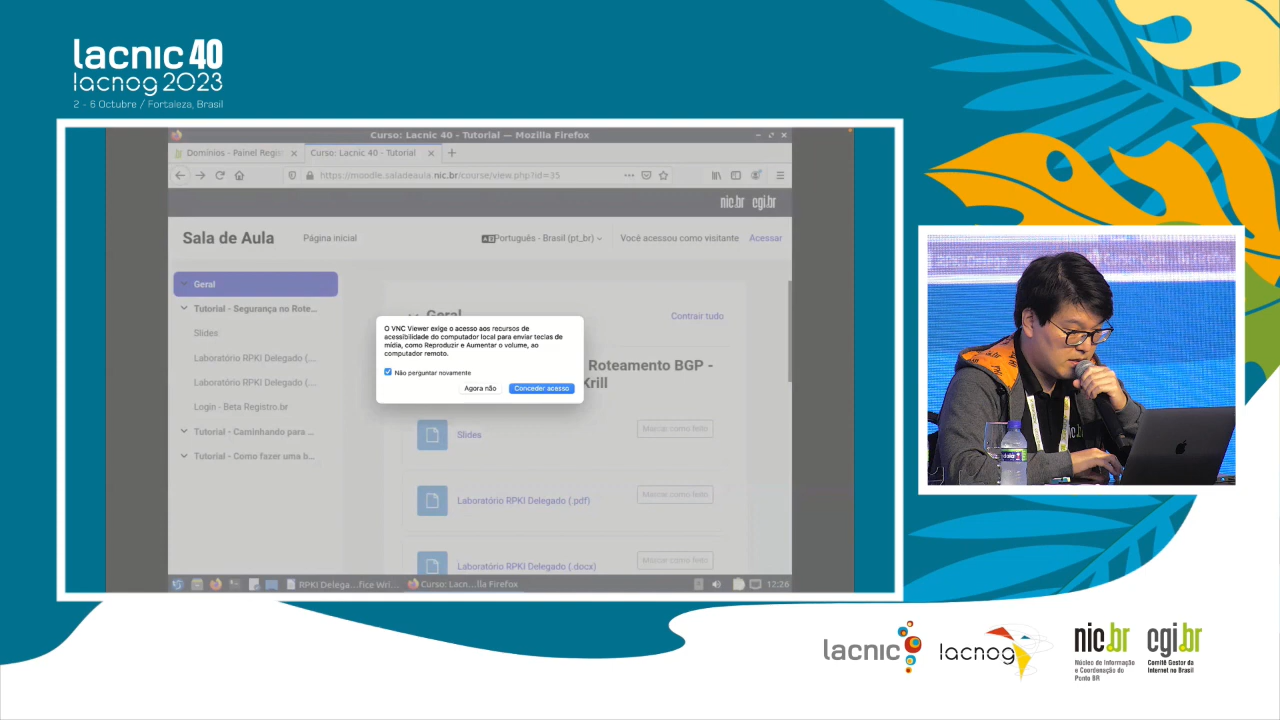 lacnic 40
lacnog 2023
2 - 6 Octubre / Fortaleza, Brasil
Curso: Lacnic 40 - Tutorial — Mozilla Firefox
Domínios - Painel Regis
Curso: Lacnic 40 - Tutorial
https://moodle.saladeaula.nic.br/course/view.php?id=35
nic.br cgi.br
Sala de Aula
Página inicial
Português - Brasil (pt_br)
Você acessou como visitante
Acessar
Geral
Tutorial - Segurança no Rote...
Slides
Laboratório RPKI Delegado (....
Laboratório RPKI Delegado (....
Login - Beta Registro.br
Tutorial - Caminhando para ...
Tutorial - Como fazer uma b...
Geral
Contrair tudo
Roteamento BGP -
Krill
O VNC Viewer exige o acesso aos recursos de
acessibilidade do computador local para enviar teclas de
mídia, como Reproduzir e Aumentar o volume, ao
computador remoto.
Não perguntar novamente
Agora não
Conceder acesso
Slides
Marcar como feito
Laboratório RPKI Delegado (.pdf)
Marcar como feito
Laboratório RPKI Delegado (.docx)
Marcar como feito
RPKI Delega...fice Wri...
Curso: Lacn...lla Firefox
12:26
lacnic
lacnog
nic.br
Núcleo de Informação
e Coordenação do
Ponto BR
cgi.br
Comitê Gestor da
Internet no Brasil